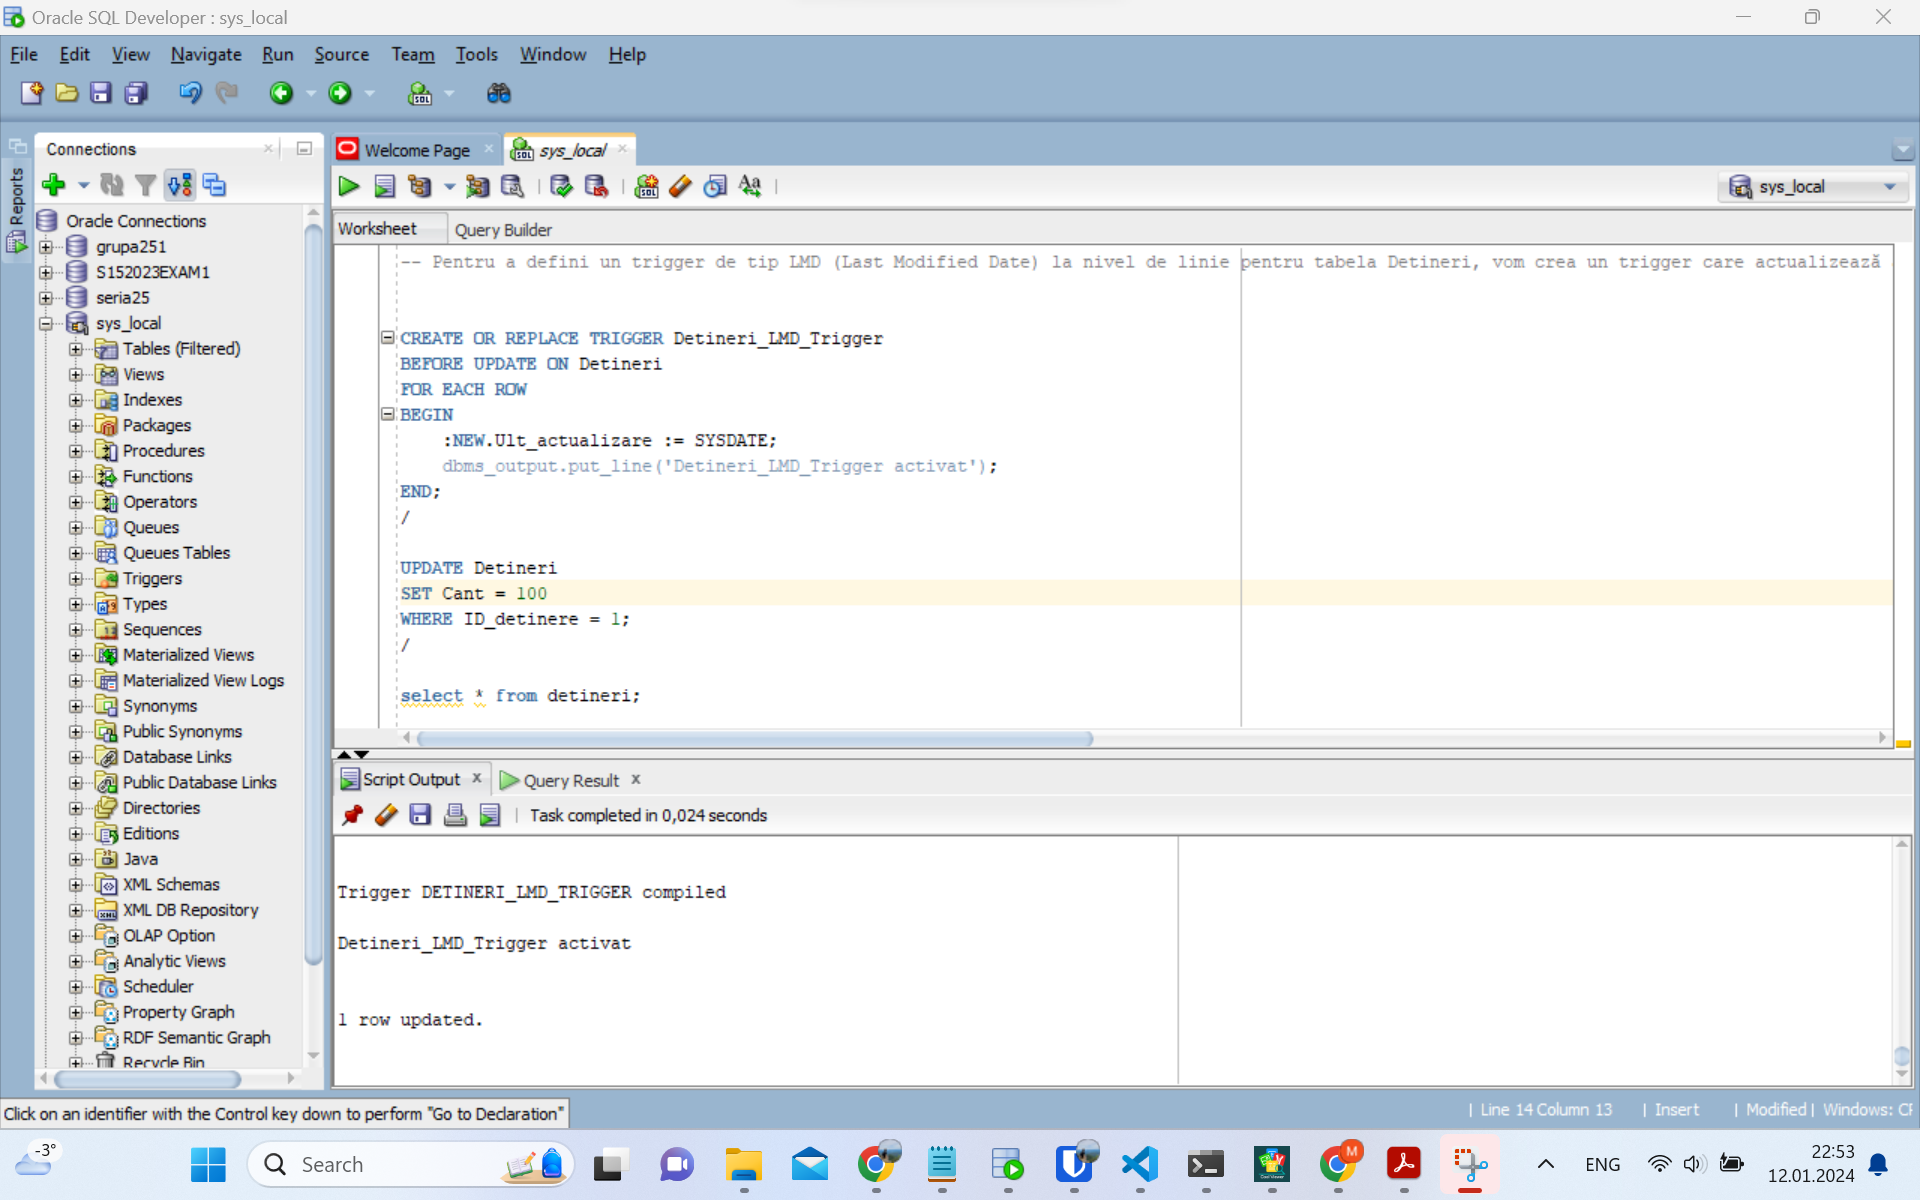 Oracle SQL Developer : sys_local
File Edit View Navigate Run Source Team Tools Window Help
Reports
Connections
Oracle Connections
grupa251
S152023EXAM1
seria25
sys_local
Tables (Filtered)
Views
Indexes
Packages
Procedures
Functions
Operators
Queues
Queues Tables
Triggers
Types
Sequences
Materialized Views
Materialized View Logs
Synonyms
Public Synonyms
Database Links
Public Database Links
Directories
Editions
Java
XML Schemas
XML DB Repository
OLAP Option
Analytic Views
Scheduler
Property Graph
RDF Semantic Graph
Recycle Bin
Welcome Page
sys_local
sys_local
Worksheet Query Builder
-- Pentru a defini un trigger de tip LMD (Last Modified Date) la nivel de linie pentru tabela Detineri, vom crea un trigger care actualizează
CREATE OR REPLACE TRIGGER Detineri_LMD_Trigger
BEFORE UPDATE ON Detineri
FOR EACH ROW
BEGIN
:NEW.Ult_actualizare := SYSDATE;
dbms_output.put_line('Detineri_LMD_Trigger activat');
END;
/
UPDATE Detineri
SET Cant = 100
WHERE ID_detinere = 1;
/
select * from detineri;
Script Output Query Result
Task completed in 0,024 seconds
Trigger DETINERI_LMD_TRIGGER compiled
Detineri_LMD_Trigger activat
1 row updated.
Click on an identifier with the Control key down to perform "Go to Declaration"
| Line 14 Column 13 | Insert | Modified | Windows: CF
-3°
Search
ENG
22:53
12.01.2024